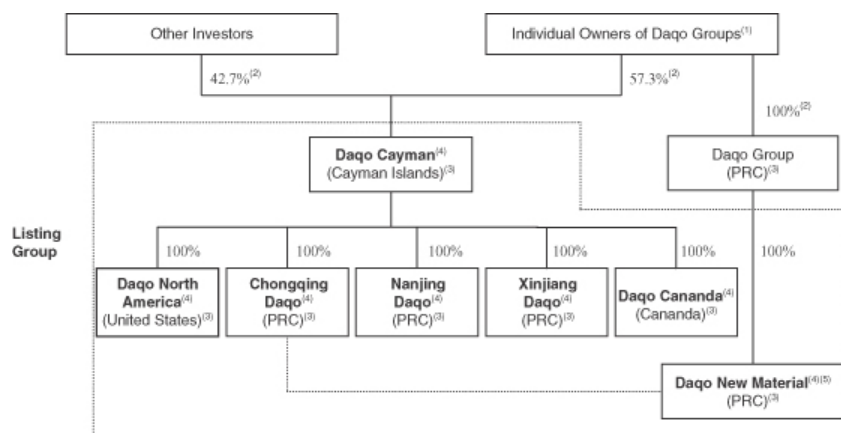 Other Investors
Individual Owners of Daqo Groups(1)
42.7%(2)
57.3%(2)
100%(2)
Daqo Cayman(4)
(Cayman Islands)(3)
Daqo Group
(PRC)(3)
Listing
Group
100%
100%
100%
100%
100%
100%
Daqo North
America(4)
(United States)(3)
Chongqing
Daqo(4)
(PRC)(3)
Nanjing
Daqo(4)
(PRC)(3)
Xinjiang
Daqo(4)
(PRC)(3)
Daqo Cananda(4)
(Cananda)(3)
Daqo New Material(4)(5)
(PRC)(3)